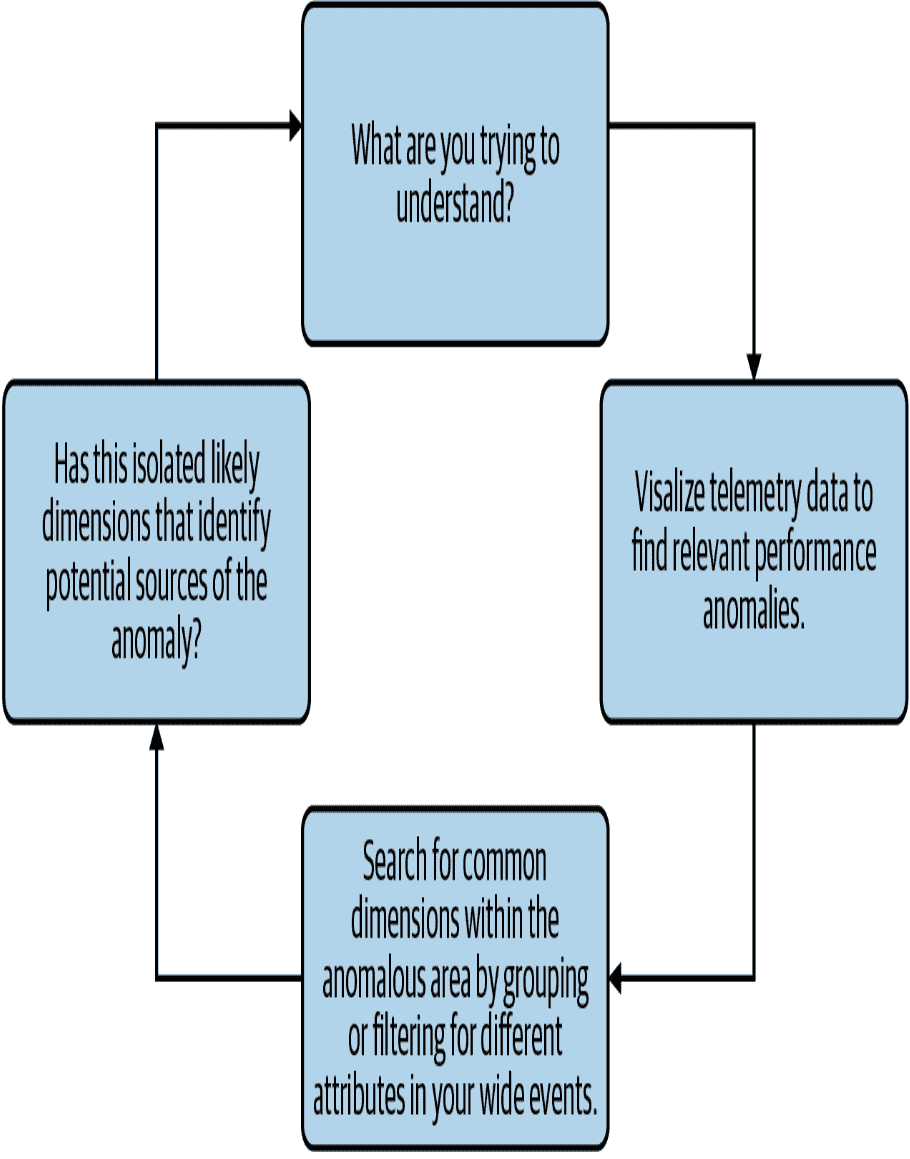 What are you trying to
understand?
Visalize telemetry data to
find relevant performance
anomalies.
Search for common
dimensions within the
anomalous area by grouping
or filtering for different
attributes in your wide events.
Has this isolated likely
dimensions that identify
potential sources of the
anomaly?